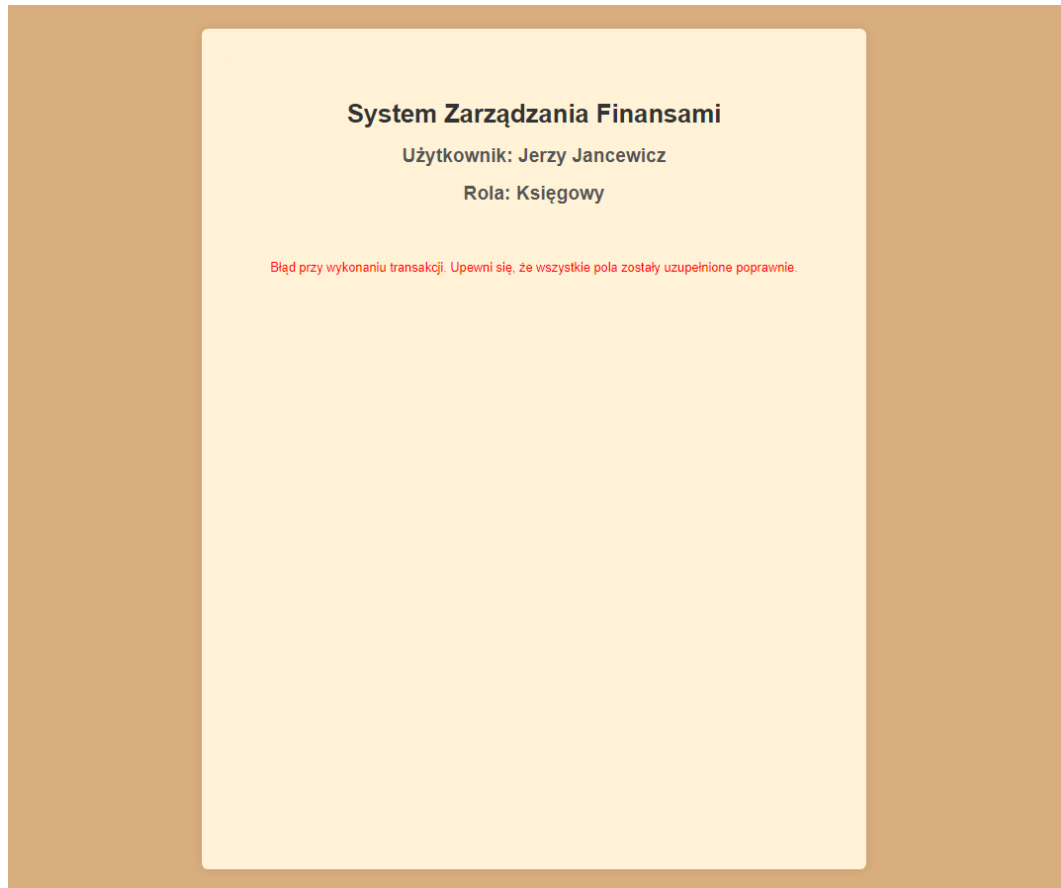 System Zarządzania Finansami
Użytkownik: Jerzy Jancewicz
Rola: Księgowy
Błąd przy wykonaniu transakcji. Upewni się, że wszystkie pola zostały uzupełnione poprawnie.